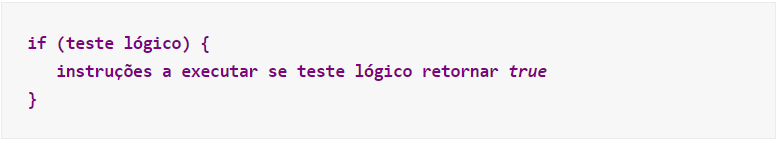 if (teste lógico) {
instruções a executar se teste lógico retornar true
}